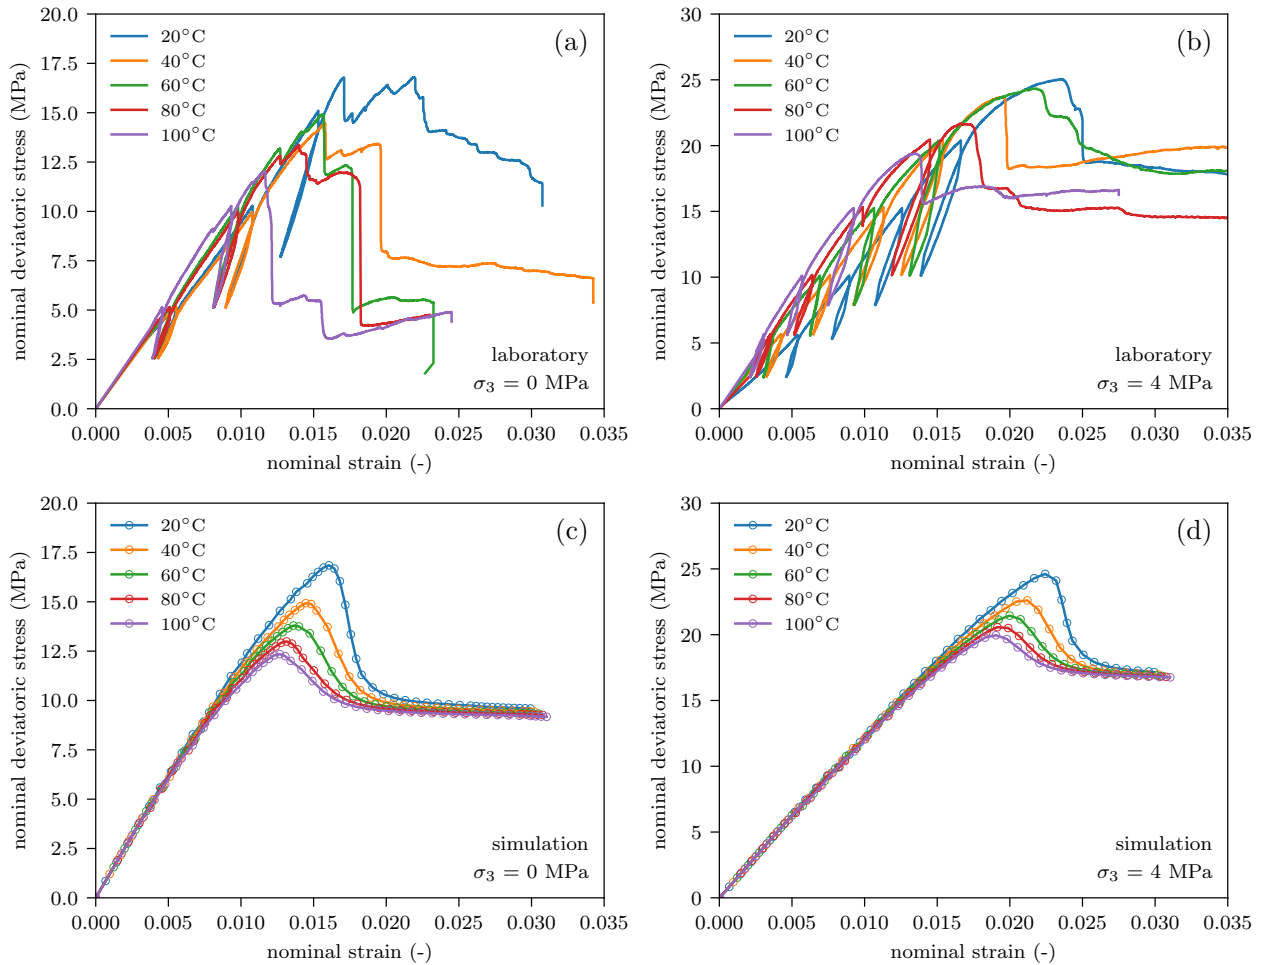 20.0
17.5
15.0
12.5
10.0
7.5
5.0
2.5
0.0
nominal deviatoric stress (MPa)
20°C
40°C
60°C
80°C
100°C
(a)
laboratory
σ₃ = 0 MPa
0.000 0.005 0.010 0.015 0.020 0.025 0.030 0.035
nominal strain (-)
30
25
20
15
10
5
0
nominal deviatoric stress (MPa)
20°C
40°C
60°C
80°C
100°C
(b)
laboratory
σ₃ = 4 MPa
0.000 0.005 0.010 0.015 0.020 0.025 0.030 0.035
nominal strain (-)
20.0
17.5
15.0
12.5
10.0
7.5
5.0
2.5
0.0
nominal deviatoric stress (MPa)
20°C
40°C
60°C
80°C
100°C
(c)
simulation
σ₃ = 0 MPa
0.000 0.005 0.010 0.015 0.020 0.025 0.030 0.035
nominal strain (-)
30
25
20
15
10
5
0
nominal deviatoric stress (MPa)
20°C
40°C
60°C
80°C
100°C
(d)
simulation
σ₃ = 4 MPa
0.000 0.005 0.010 0.015 0.020 0.025 0.030 0.035
nominal strain (-)